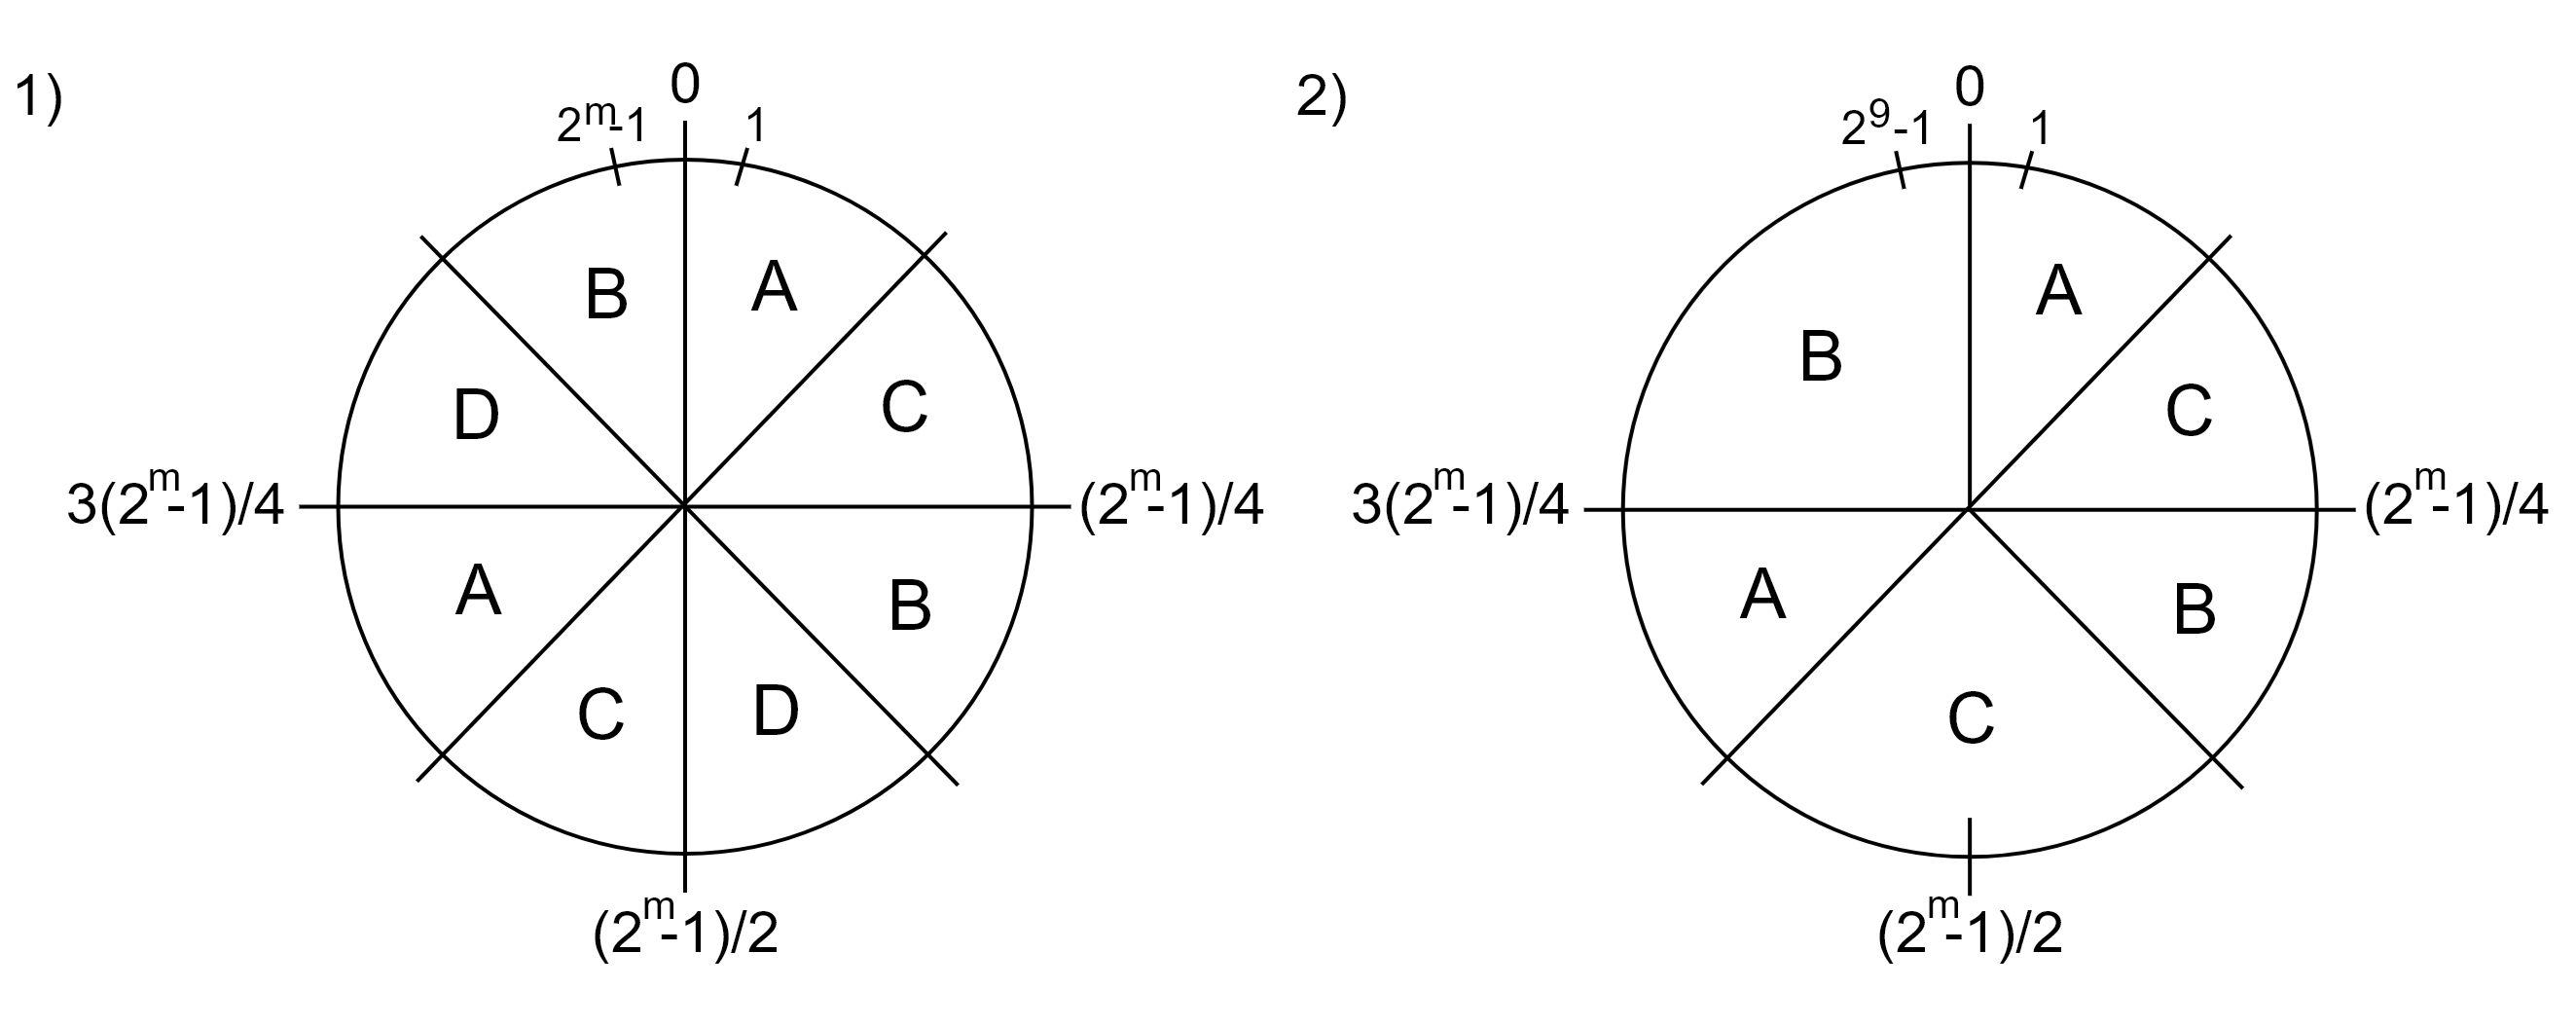 1)
0
2^m-1
1
B
A
D
C
3(2^m-1)/4
(2^m-1)/4
A
B
C
D
(2^m-1)/2
2)
0
2^9-1
1
A
B
C
3(2^m-1)/4
(2^m-1)/4
A
B
C
(2^m-1)/2